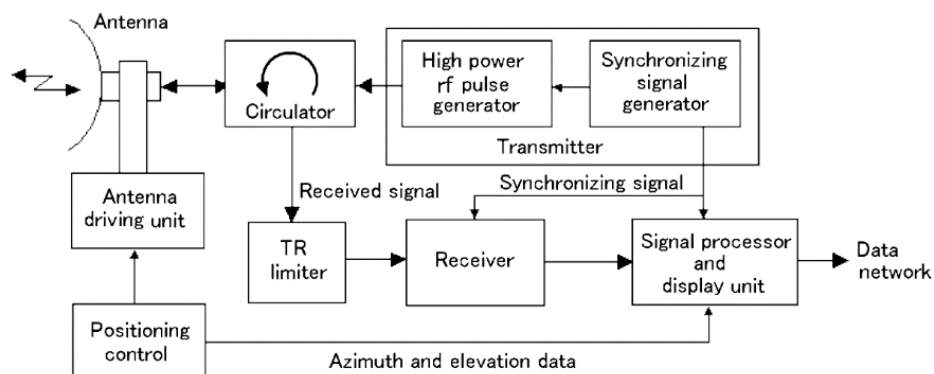 Antenna
Circulator
High power
rf pulse
generator
Synchronizing
signal
generator
Transmitter
Antenna
driving unit
Received signal
Synchronizing signal
TR
limiter
Receiver
Signal processor
and
display unit
Data
network
Positioning
control
Azimuth and elevation data